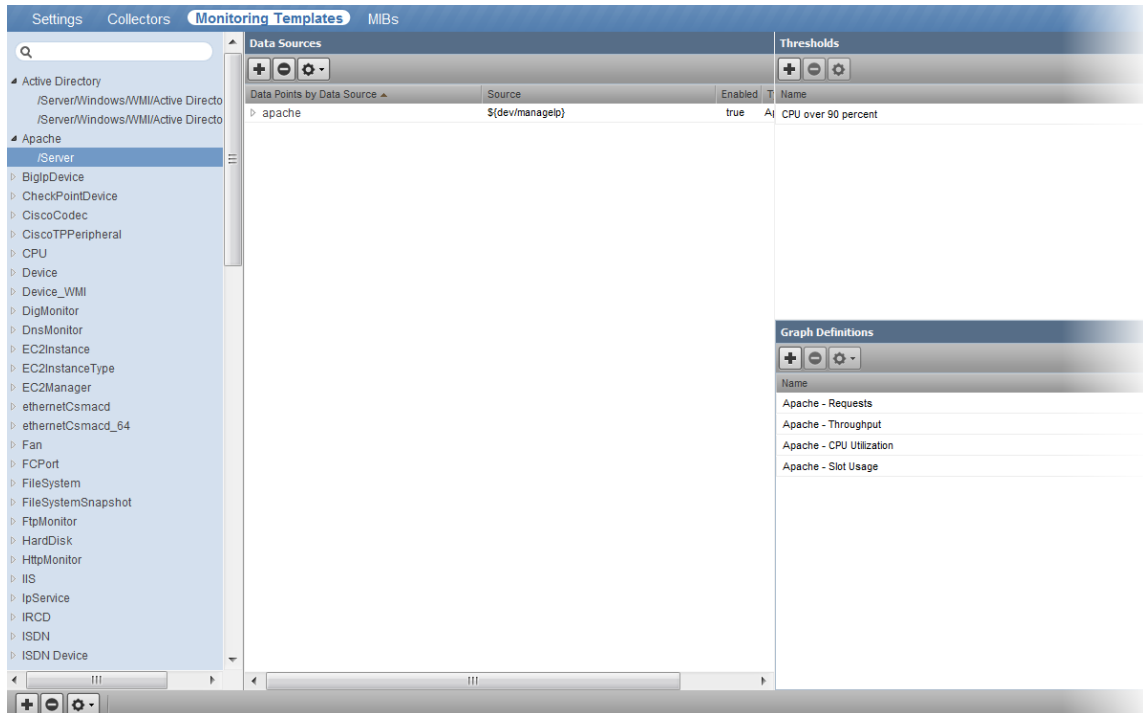 Settings Collectors Monitoring Templates MIBs
Active Directory
/Server/Windows/WMI/Active Directo
/Server/Windows/WMI/Active Directo
Apache
/Server
BigIpDevice
CheckPointDevice
CiscoCodec
CiscoTPPeripheral
CPU
Device
Device_WMI
DigMonitor
DnsMonitor
EC2Instance
EC2InstanceType
EC2Manager
ethernetCsmacd
ethernetCsmacd_64
Fan
FCPort
FileSystem
FileSystemSnapshot
FtpMonitor
HardDisk
HttpMonitor
IIS
IpService
IRCD
ISDN
ISDN Device
Data Sources
Data Points by Data Source Source Enabled T
apache ${dev/manageIp} true Ap
Thresholds
Name
CPU over 90 percent
Graph Definitions
Name
Apache - Requests
Apache - Throughput
Apache - CPU Utilization
Apache - Slot Usage